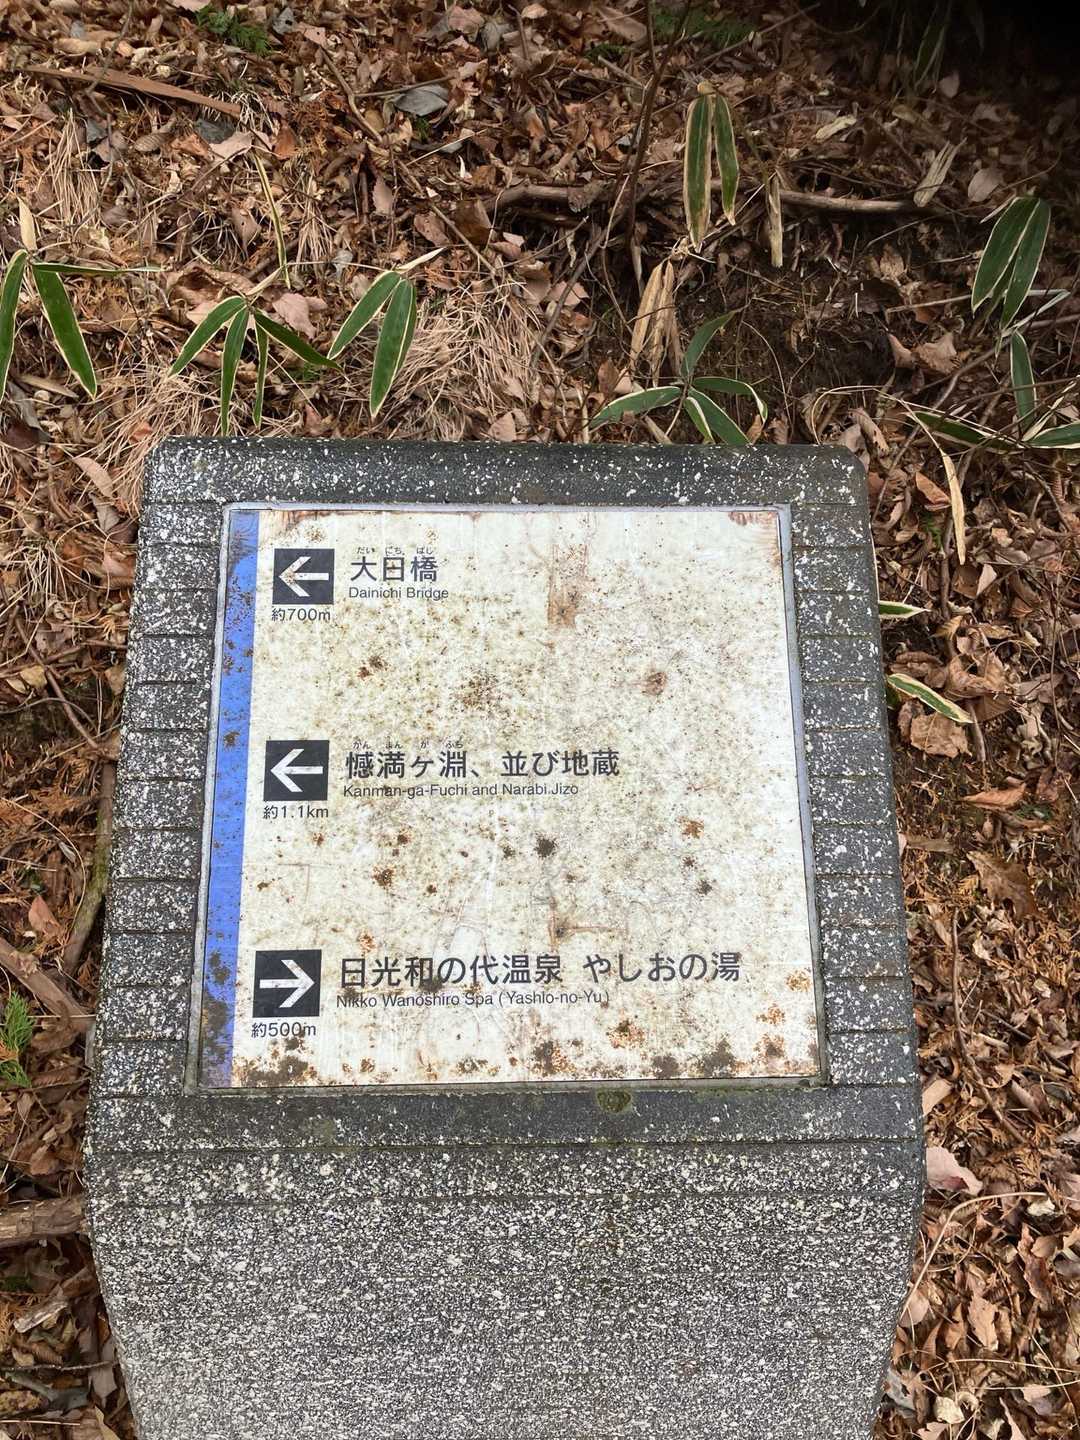 だいにちばし
大日橋
Dainichi Bridge
約700m
かんまんがふち
憾満ヶ淵、並び地蔵
Kanman-ga-Fuchi and Narabi Jizo
約1.1km
日光和の代温泉 やしおの湯
Nikko Wanoshiro Spa ( Yashio-no-Yu )
約500m